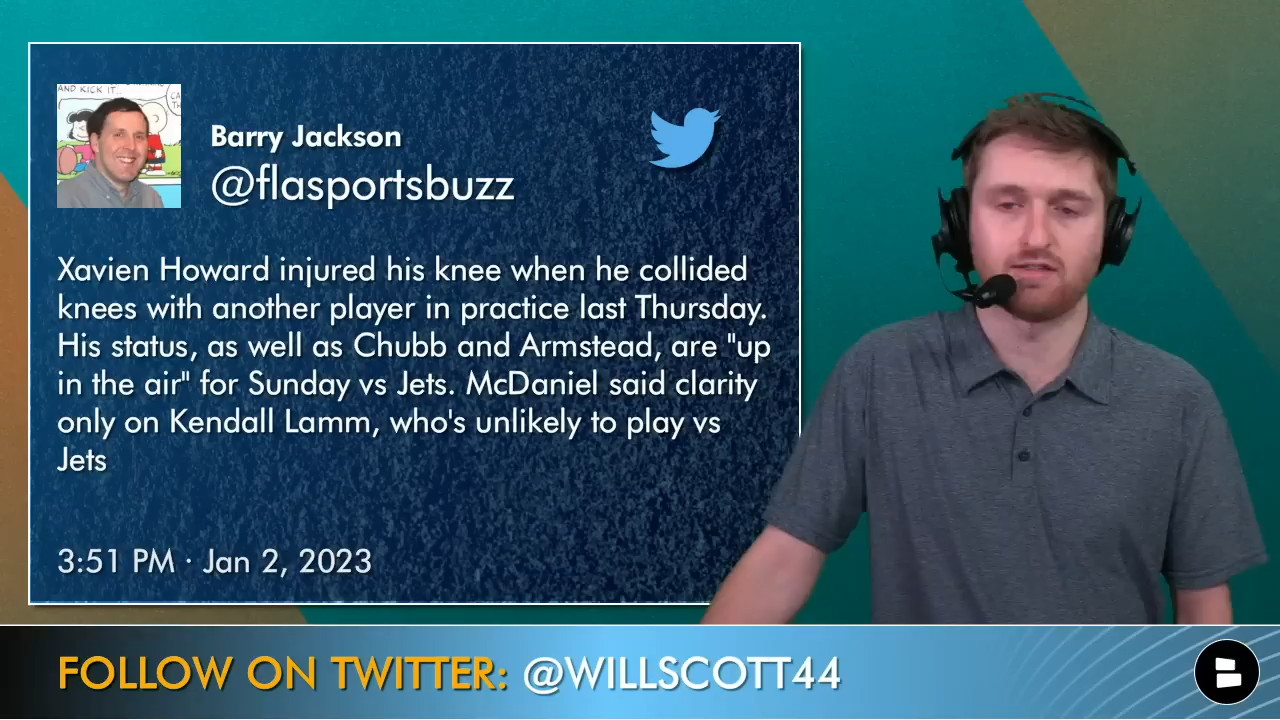 AND KICK IT...
Barry Jackson
@flasportsbuzz
Xavien Howard injured his knee when he collided
knees with another player in practice last Thursday.
His status, as well as Chubb and Armstead, are "up
in the air" for Sunday vs Jets. McDaniel said clarity
only on Kendall Lamm, who's unlikely to play vs
Jets
3:51 PM · Jan 2, 2023
FOLLOW ON TWITTER: @WILLSCOTT44